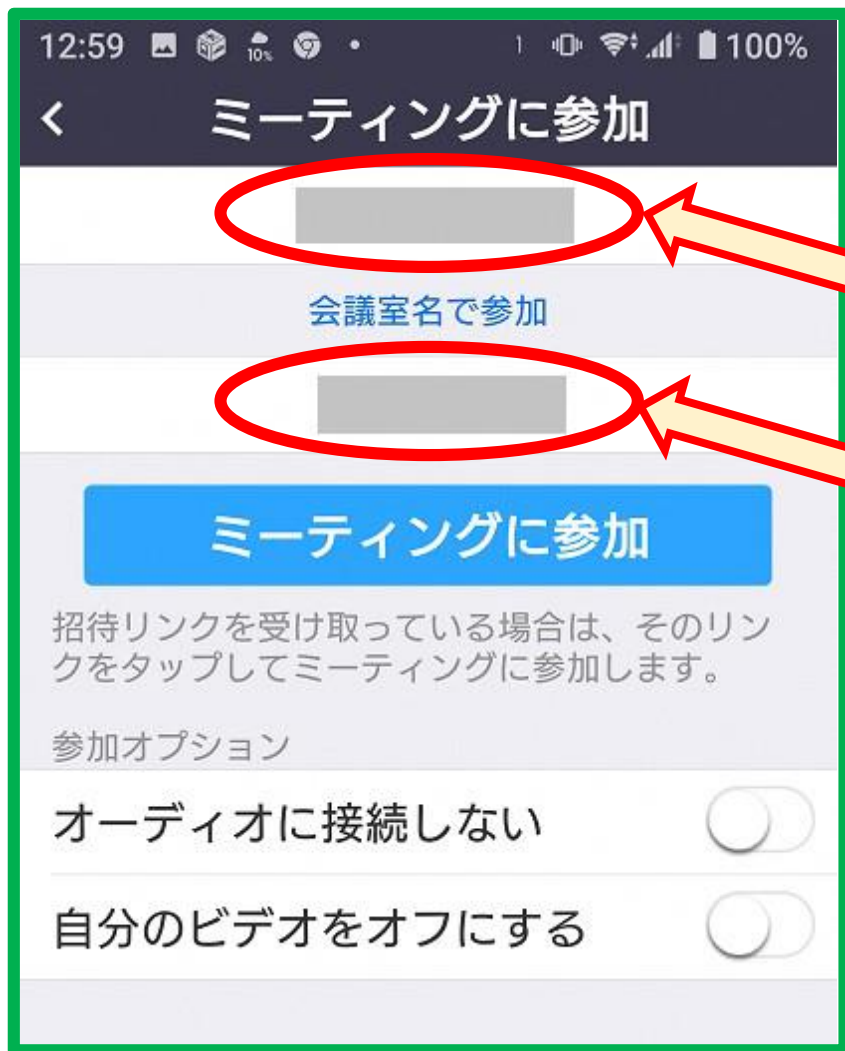 12:59 10% 1 100%
ミーティングに参加
会議室名で参加
ミーティングに参加
招待リンクを受け取っている場合は、そのリン
クをタップしてミーティングに参加します。
参加オプション
オーディオに接続しない
自分のビデオをオフにする